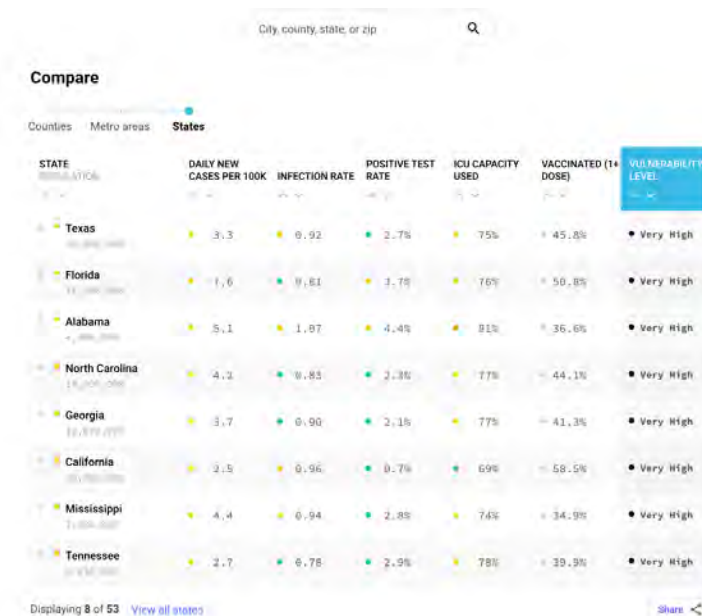 City, county, state, or zip
Compare
Counties Metro areas States
STATE DAILY NEW CASES PER 100K INFECTION RATE POSITIVE TEST RATE ICU CAPACITY USED VACCINATED (1+ DOSE) VULNERABILITY LEVEL
POPULATION
Texas 3.3 0.92 2.7% 75% 45.8% Very High
Florida 7.6 0.81 3.7% 76% 50.8% Very High
Alabama 5.1 1.07 4.4% 81% 36.6% Very High
North Carolina 4.2 0.83 2.3% 77% 44.1% Very High
Georgia 3.7 0.90 2.1% 77% 41.3% Very High
California 2.5 0.96 0.7% 69% 58.5% Very High
Mississippi 4.4 0.94 2.8% 74% 34.9% Very High
Tennessee 2.7 0.78 2.9% 78% 39.9% Very High
Displaying 8 of 53 View all states Share